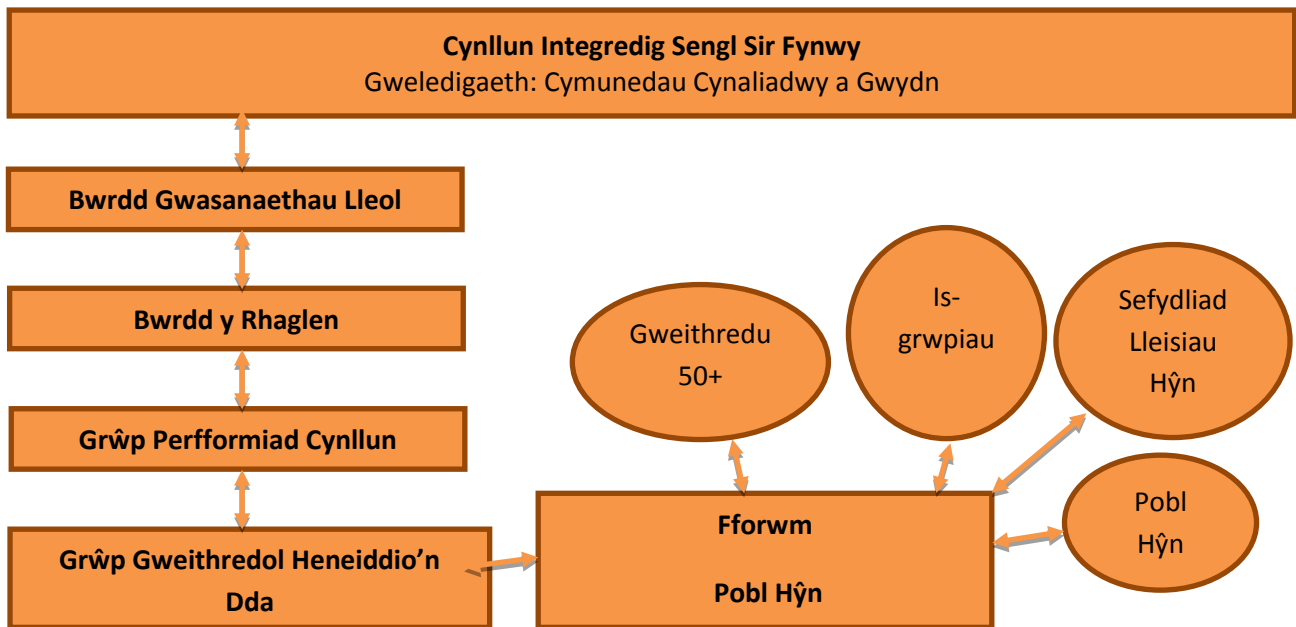 Cynllun Integredig Sengl Sir Fynwy
Gweledigaeth: Cymunedau Cynaliadwy a Gwydn
Bwrdd Gwasanaethau Lleol
Bwrdd y Rhaglen
Grŵp Perfformiad Cynllun
Grŵp Gweithredol Heneiddio’n
Dda
Gweithredu
50+
Is-
grwpiau
Sefydliad
Lleisiau
Hŷn
Pobl
Hŷn
Fforwm
Pobl Hŷn